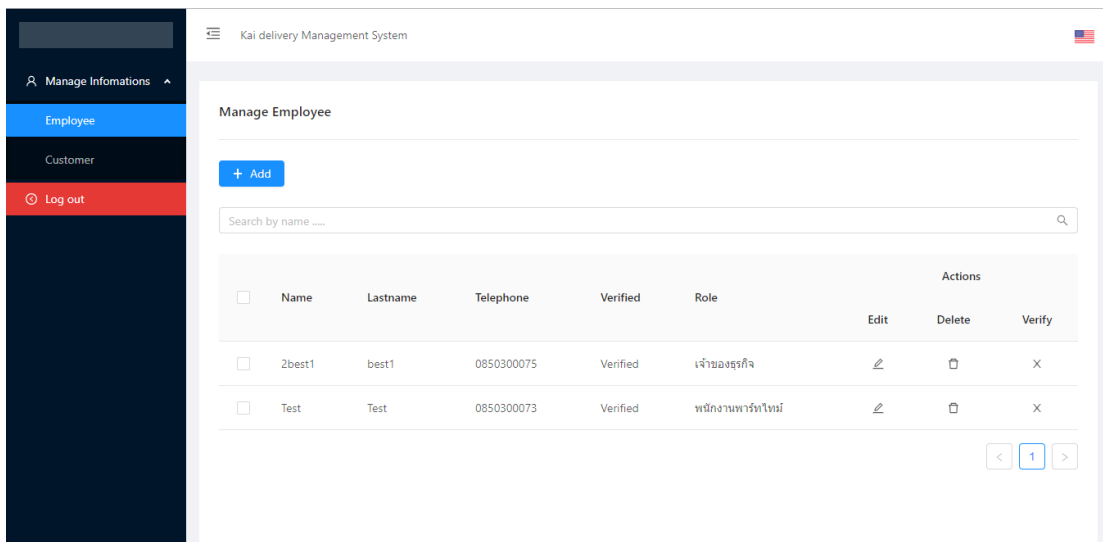 Kai delivery Management System
Manage Infomations
Employee
Customer
Log out
Manage Employee
+ Add
Search by name .....
Name Lastname Telephone Verified Role Actions
Edit Delete Verify
2best1 best1 0850300075 Verified เจ้าของธุรกิจ
Test Test 0850300073 Verified พนักงานพาร์ทไทม์
< 1 >